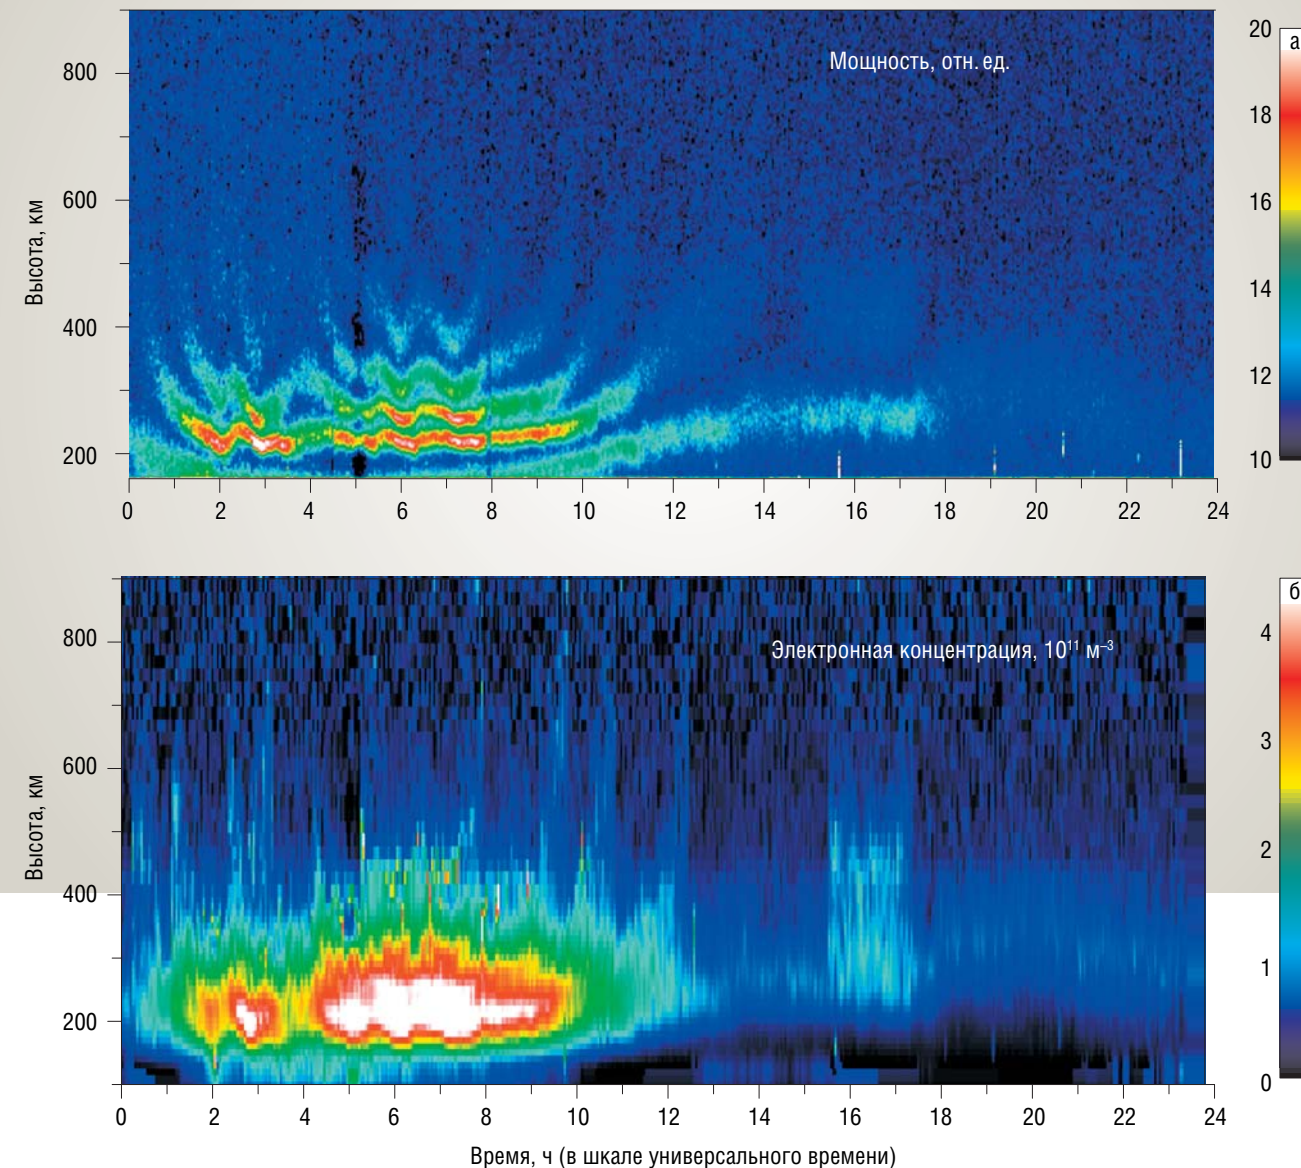 Мощность, отн. ед.
Высота, км
800
600
400
200
0 2 4 6 8 10 12 14 16 18 20 22 24
а
20
18
16
14
12
10
Электронная концентрация, 10¹¹ м⁻³
Высота, км
800
600
400
200
0 2 4 6 8 10 12 14 16 18 20 22 24
б
4
3
2
1
0
Время, ч (в шкале универсального времени)